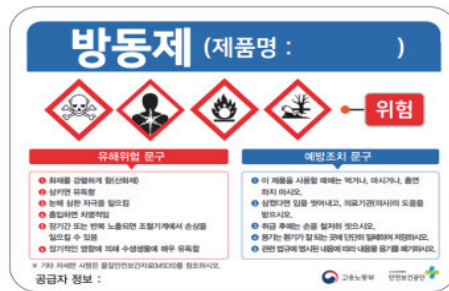 방동제 (제품명 : )
위험
유해위험 문구
1 화재를 강렬하게 함(산화제)
2 삼키면 유독함
3 눈에 심한 자극을 일으킴
4 흡입하면 치명적임
5 장기간 또는 반복 노출되면 조혈기계에서 손상을
일으킬 수 있음
6 장기적인 영향에 의해 수생생물에 매우 유독함
예방조치 문구
1 이 제품을 사용할 때에는 먹거나, 마시거나, 흡연
하지 마시오.
2 삼켰다면 입을 씻어내고, 의료기관(의사)의 도움을
받으시오.
3 취급 후에는 손을 철저히 씻으시오.
4 용기는 환기가 잘 되는 곳에 단단히 밀폐하여 저장하시오.
5 관련 법규에 명시된 내용에 따라 내용물 용기를 폐기하시오.
※ 기타 자세한 사항은 물질안전보건자료(MSDS)를 참조하시오.
공급자 정보 :
고용노동부
안전보건공단